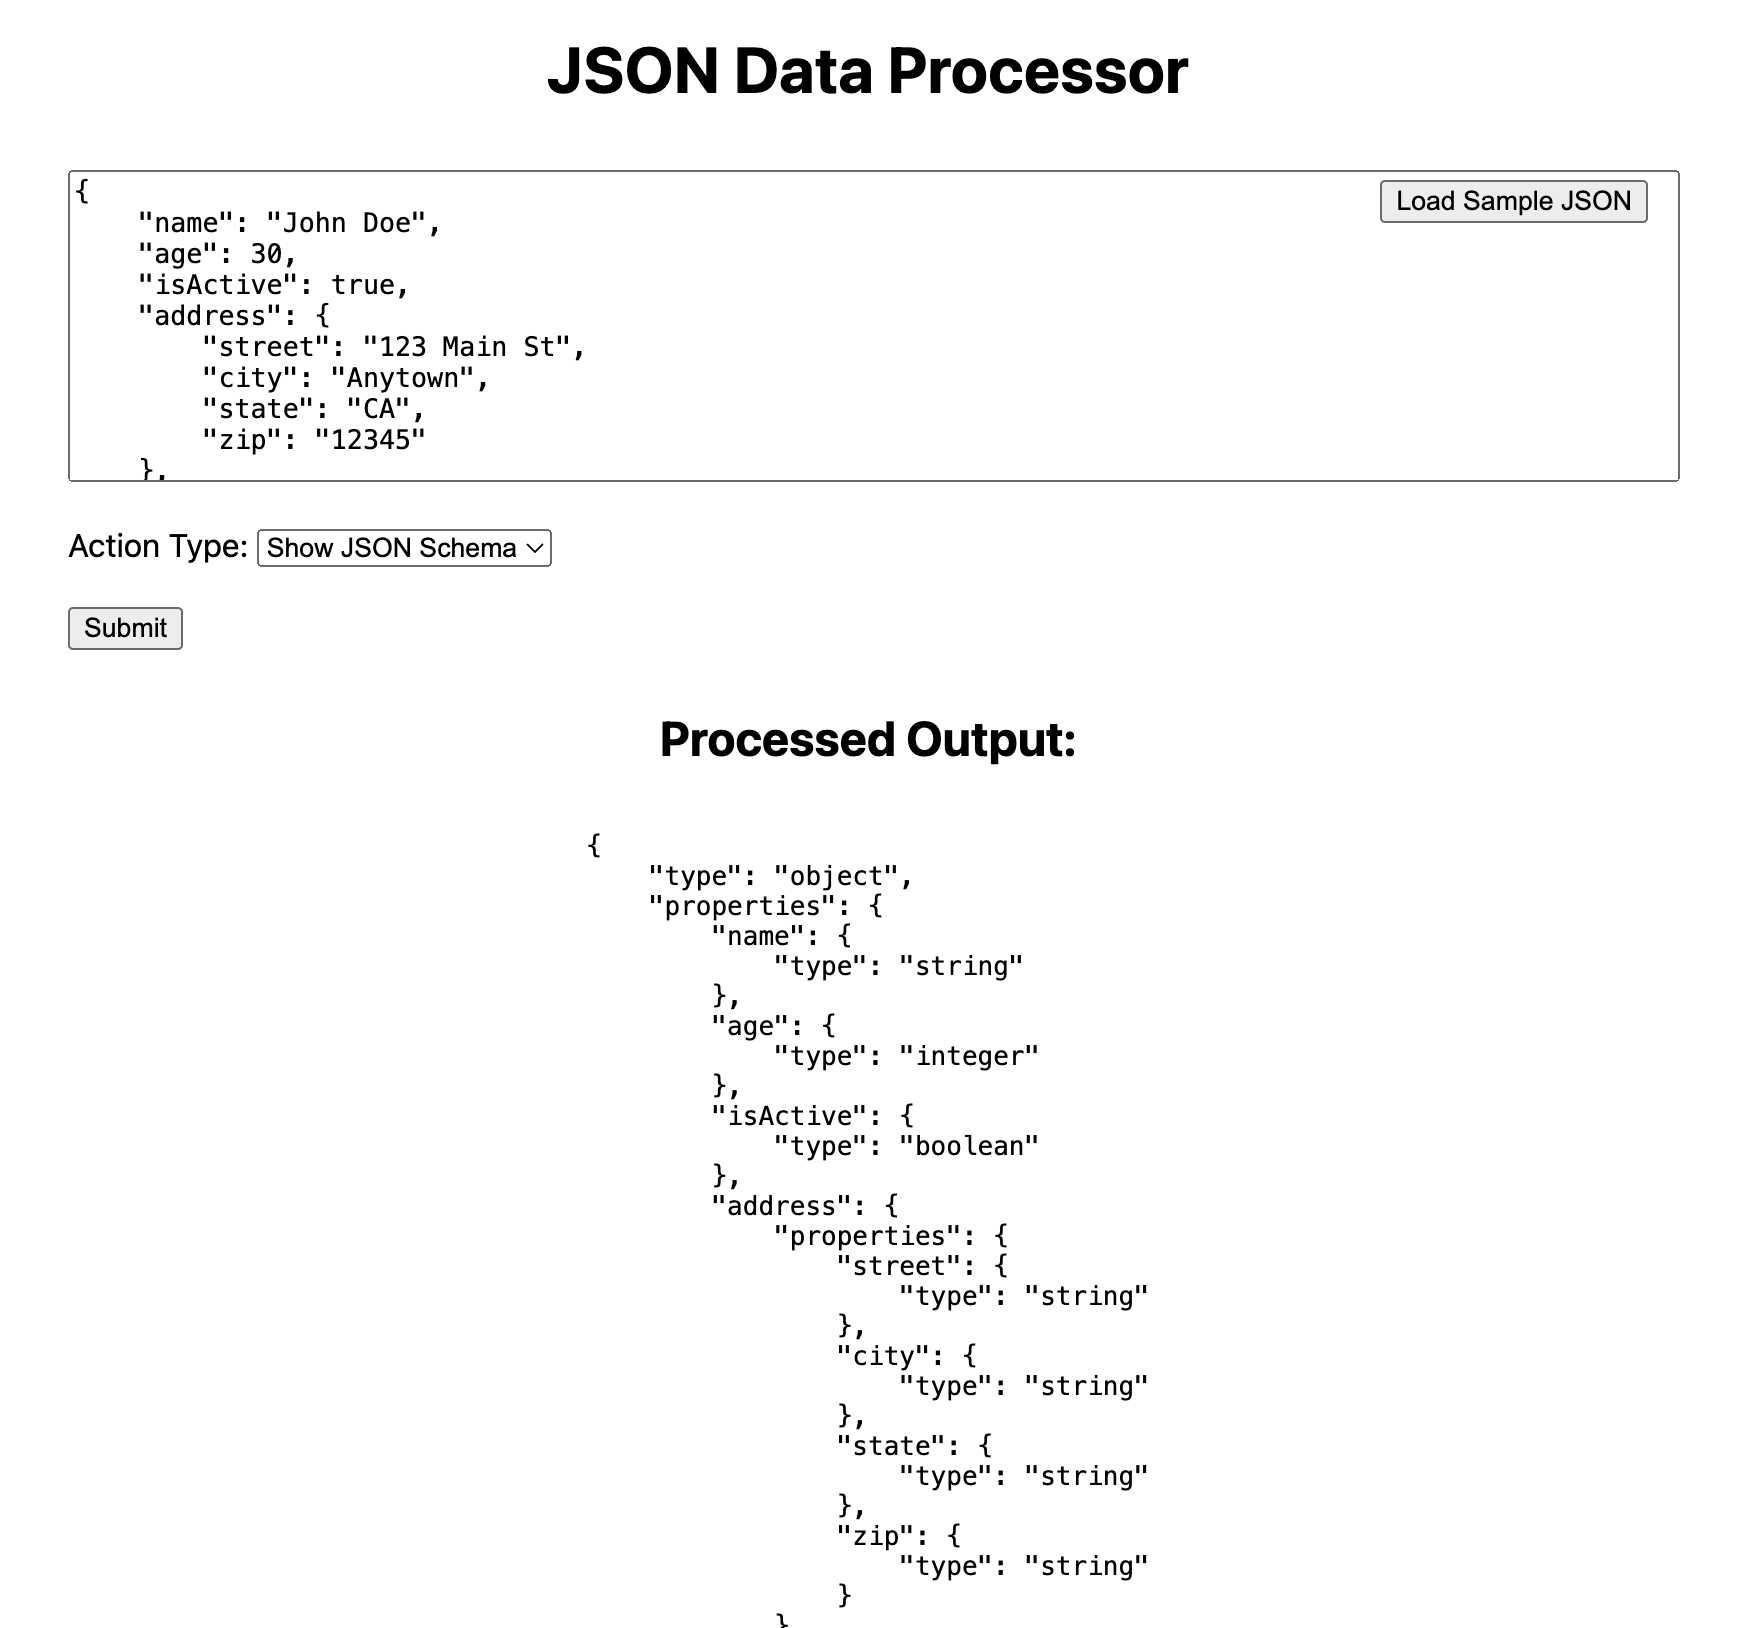 JSON Data Processor
{
Load Sample JSON
    "name": "John Doe",
    "age": 30,
    "isActive": true,
    "address": {
        "street": "123 Main St",
        "city": "Anytown",
        "state": "CA",
        "zip": "12345"
    },
Action Type: Show JSON Schema
Submit
Processed Output:
{
    "type": "object",
    "properties": {
        "name": {
            "type": "string"
        },
        "age": {
            "type": "integer"
        },
        "isActive": {
            "type": "boolean"
        },
        "address": {
            "properties": {
                "street": {
                    "type": "string"
                },
                "city": {
                    "type": "string"
                },
                "state": {
                    "type": "string"
                },
                "zip": {
                    "type": "string"
                }
            }